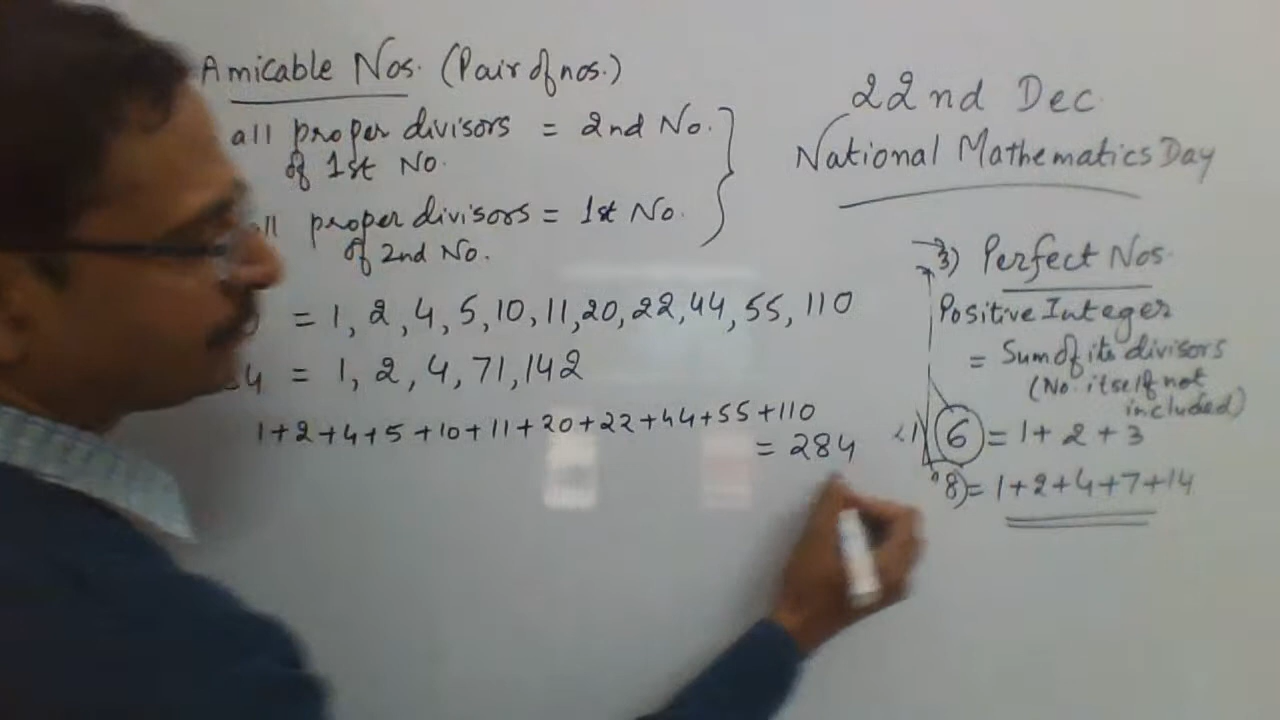 Amicable Nos. (Pair of nos.)
all proper divisors = 2nd No.
of 1st No.
all proper divisors = 1st No.
of 2nd No.
0 = 1, 2, 4, 5, 10, 11, 20, 22, 44, 55, 110
4 = 1, 2, 4, 71, 142
1+2+4+5+10+11+20+22+44+55+110
= 284
22nd Dec.
National Mathematics Day
3) Perfect Nos.
Positive Integer
= Sum of its divisors
(No. itself not
included)
6 = 1+2+3
8 = 1+2+4+7+14